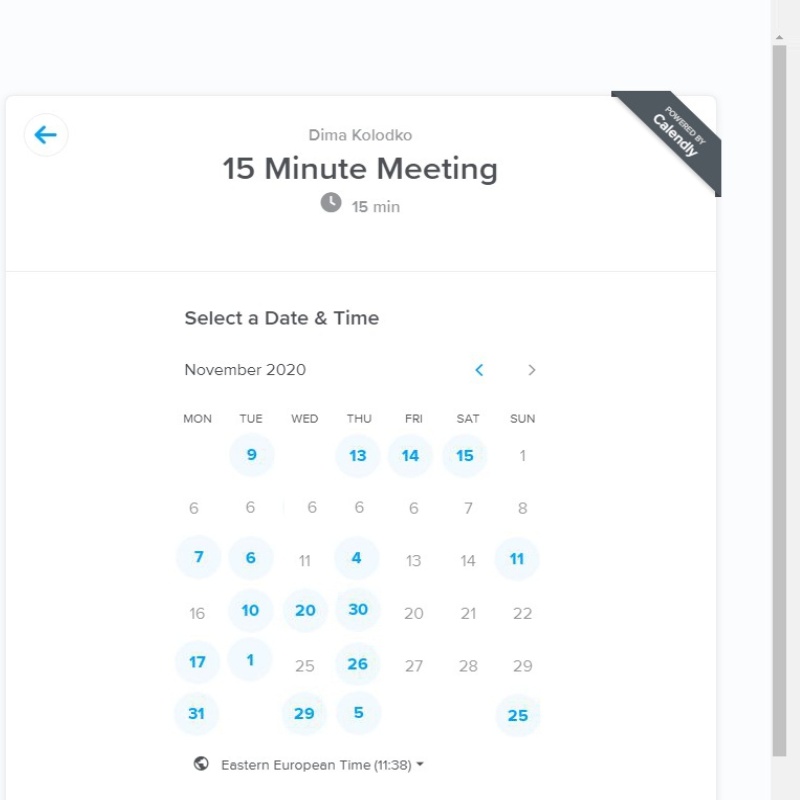 POWERED BY
Calendly
Dima Kolodko
15 Minute Meeting
15 min
Select a Date & Time
November 2020
MON TUE WED THU FRI SAT SUN
9 13 14 15 1
6 6 6 6 6 7 8
7 6 11 4 13 14 11
16 10 20 30 20 21 22
17 1 25 26 27 28 29
31 29 5 25
Eastern European Time (11:38)